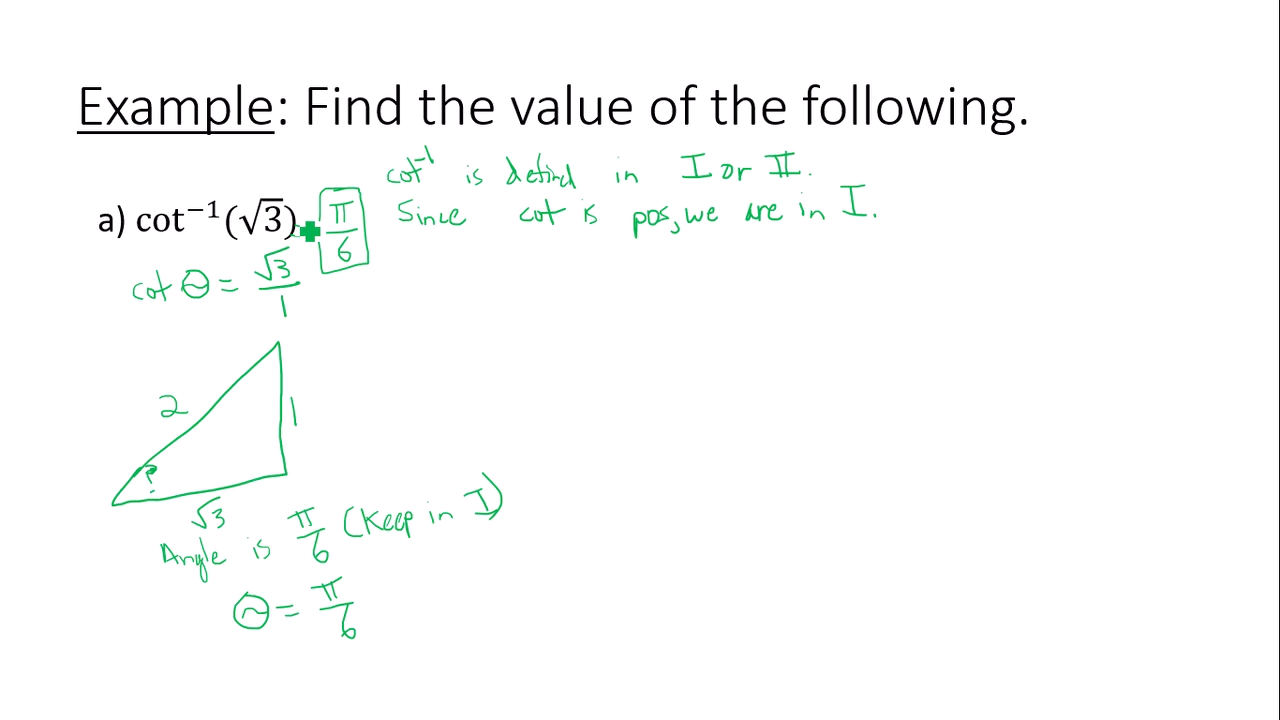 Example: Find the value of the following.
cot⁻¹ is defind in I or II.
Since cot is pos, we are in I.
a) cot⁻¹(√3) = π/6
cot θ = √3/1
2
1
?
√3
Angle is π/6 (Keep in I)
θ = π/6